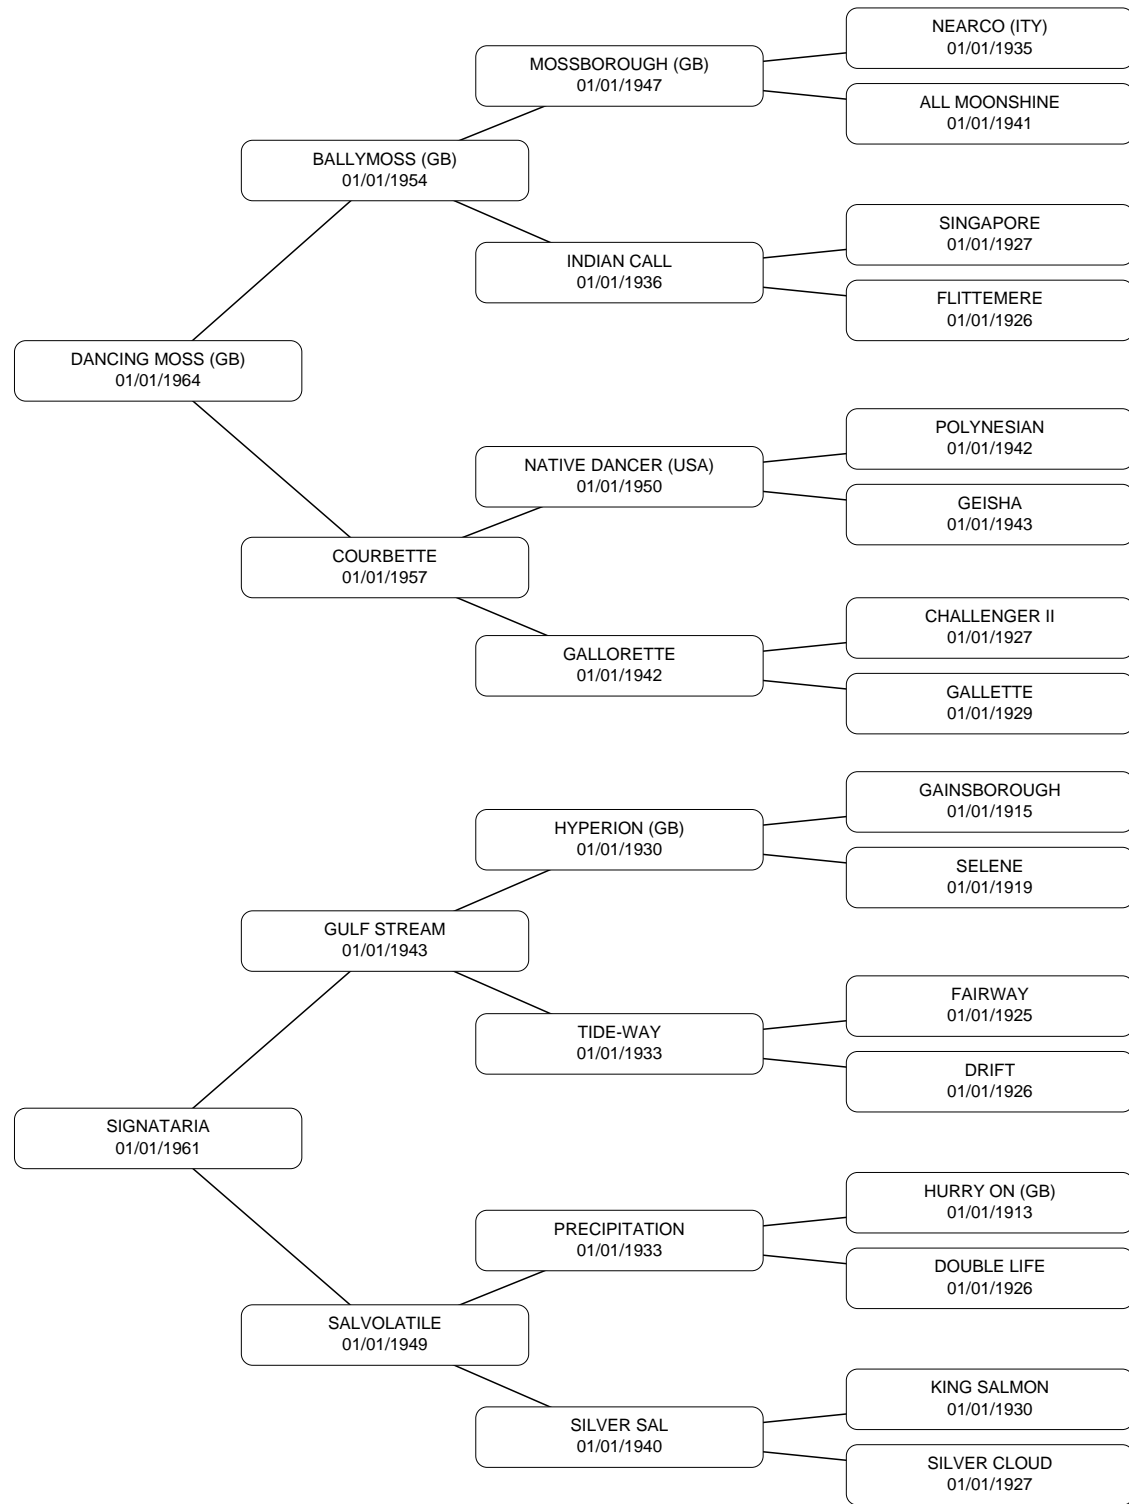 NEARCO (ITY)
01/01/1935
MOSSBOROUGH (GB)
01/01/1947
ALL MOONSHINE
01/01/1941
BALLYMOSS (GB)
01/01/1954
SINGAPORE
01/01/1927
INDIAN CALL
01/01/1936
FLITTEMERE
01/01/1926
DANCING MOSS (GB)
01/01/1964
POLYNESIAN
01/01/1942
NATIVE DANCER (USA)
01/01/1950
GEISHA
01/01/1943
COURBETTE
01/01/1957
CHALLENGER II
01/01/1927
GALLORETTE
01/01/1942
GALLETTE
01/01/1929
GAINSBOROUGH
01/01/1915
HYPERION (GB)
01/01/1930
SELENE
01/01/1919
GULF STREAM
01/01/1943
FAIRWAY
01/01/1925
TIDE-WAY
01/01/1933
DRIFT
01/01/1926
SIGNATARIA
01/01/1961
HURRY ON (GB)
01/01/1913
PRECIPITATION
01/01/1933
DOUBLE LIFE
01/01/1926
SALVOLATILE
01/01/1949
KING SALMON
01/01/1930
SILVER SAL
01/01/1940
SILVER CLOUD
01/01/1927